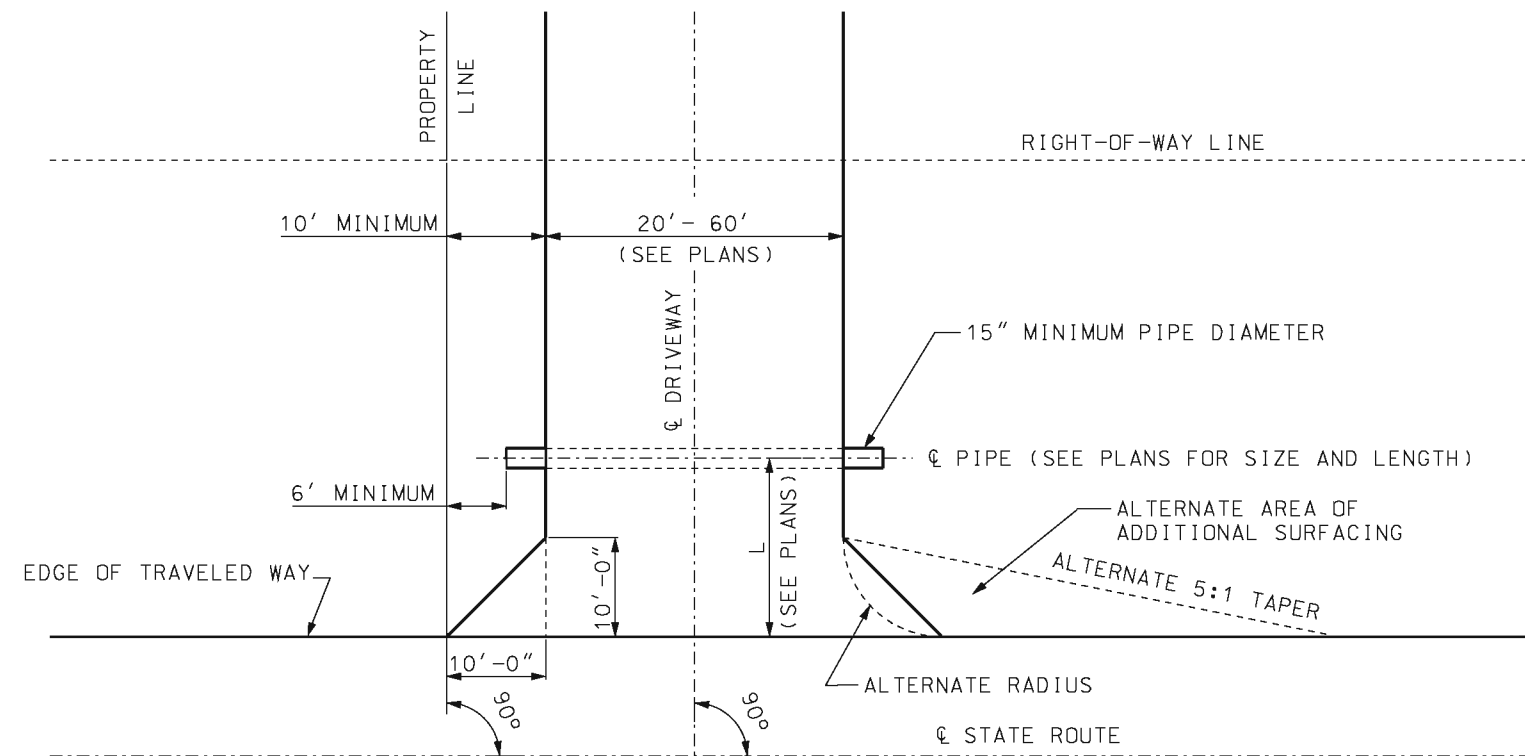 PROPERTY
LINE
RIGHT-OF-WAY LINE
10' MINIMUM
20'- 60'
(SEE PLANS)
℄ DRIVEWAY
15" MINIMUM PIPE DIAMETER
℄ PIPE (SEE PLANS FOR SIZE AND LENGTH)
6' MINIMUM
L
(SEE PLANS)
ALTERNATE AREA OF
ADDITIONAL SURFACING
EDGE OF TRAVELED WAY
10'-0"
ALTERNATE 5:1 TAPER
10'-0"
ALTERNATE RADIUS
90°
90°
℄ STATE ROUTE